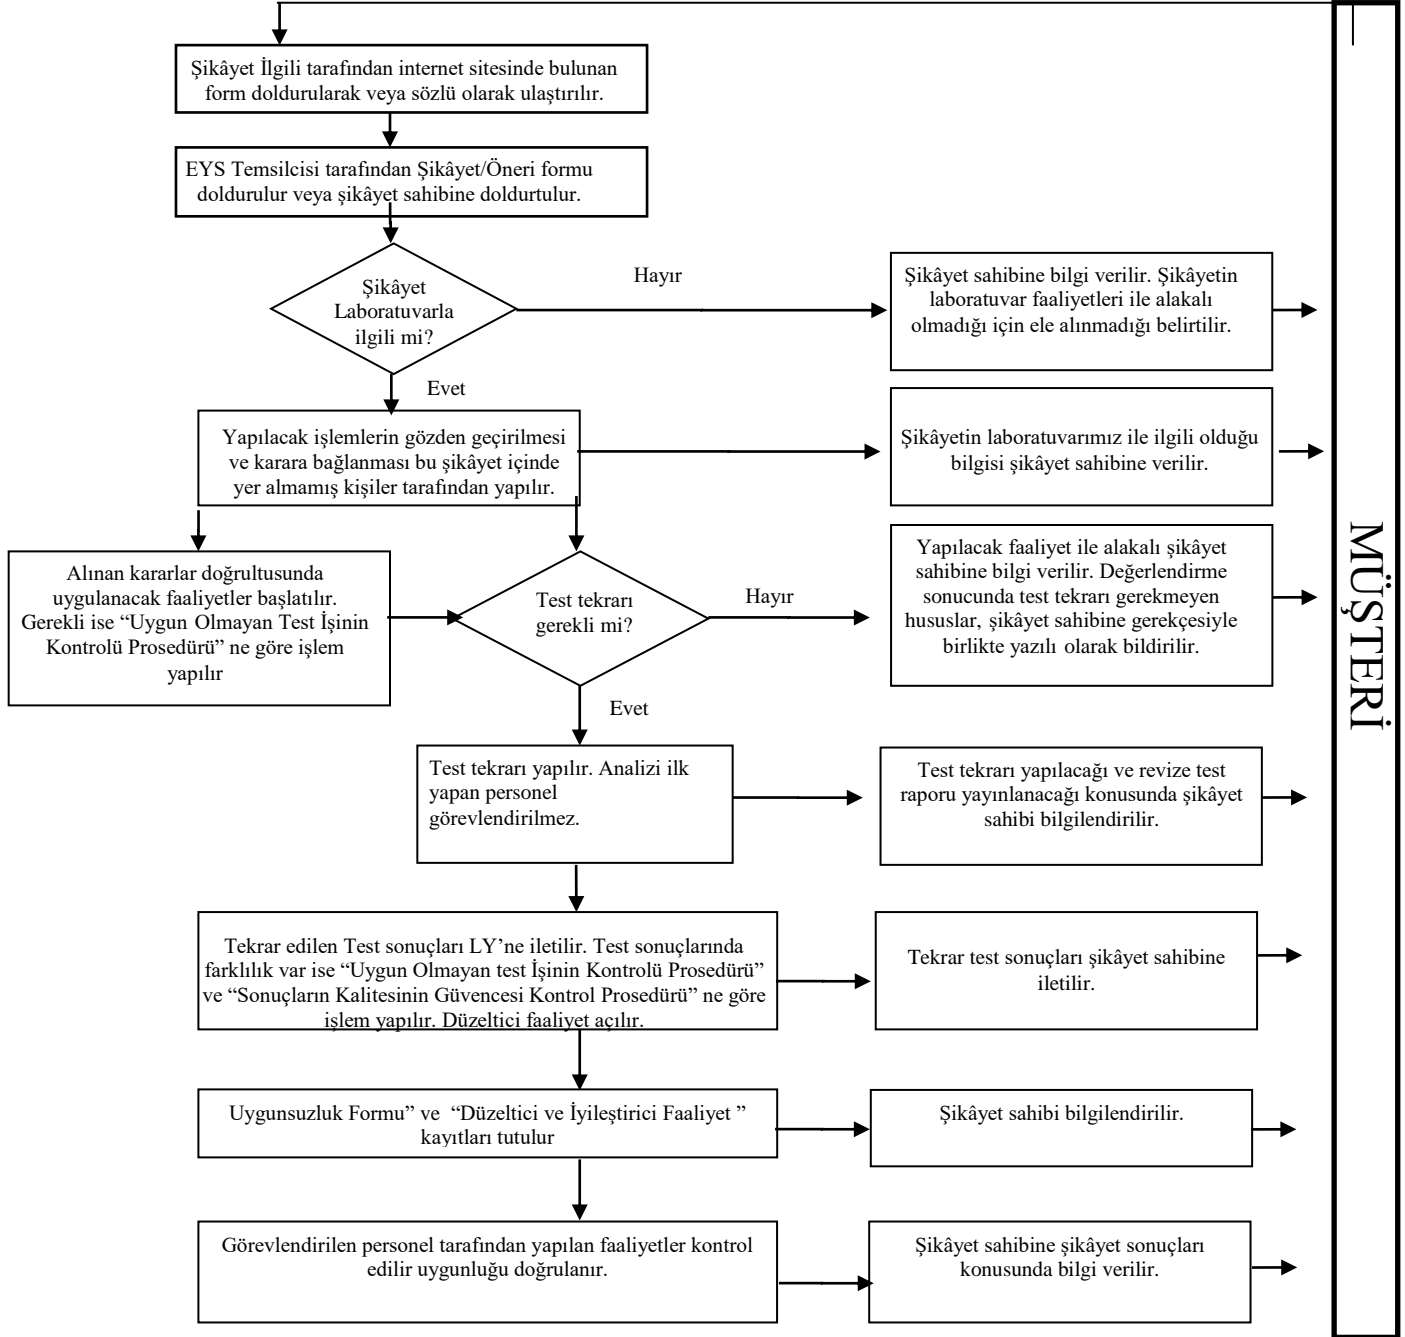 Şikâyet İlgili tarafından internet sitesinde bulunan
form doldurularak veya sözlü olarak ulaştırılır.
EYS Temsilcisi tarafından Şikâyet/Öneri formu
doldurulur veya şikâyet sahibine doldurtulur.
Şikâyet
Laboratuvarla
ilgili mi?
Hayır
Şikâyet sahibine bilgi verilir. Şikâyetin
laboratuvar faaliyetleri ile alakalı
olmadığı için ele alınmadığı belirtilir.
Evet
Yapılacak işlemlerin gözden geçirilmesi
ve karara bağlanması bu şikâyet içinde
yer almamış kişiler tarafından yapılır.
Şikâyetin laboratuvarımız ile ilgili olduğu
bilgisi şikâyet sahibine verilir.
Alınan kararlar doğrultusunda
uygulanacak faaliyetler başlatılır.
Gerekli ise “Uygun Olmayan Test İşinin
Kontrolü Prosedürü” ne göre işlem
yapılır
Test tekrarı
gerekli mi?
Hayır
Yapılacak faaliyet ile alakalı şikâyet
sahibine bilgi verilir. Değerlendirme
sonucunda test tekrarı gerekmeyen
hususlar, şikâyet sahibine gerekçesiyle
birlikte yazılı olarak bildirilir.
Evet
Test tekrarı yapılır. Analizi ilk
yapan personel
görevlendirilmez.
Test tekrarı yapılacağı ve revize test
raporu yayınlanacağı konusunda şikâyet
sahibi bilgilendirilir.
Tekrar edilen Test sonuçları LY’ne iletilir. Test sonuçlarında
farklılık var ise “Uygun Olmayan test İşinin Kontrolü Prosedürü”
ve “Sonuçların Kalitesinin Güvencesi Kontrol Prosedürü” ne göre
işlem yapılır. Düzeltici faaliyet açılır.
Tekrar test sonuçları şikâyet sahibine
iletilir.
Uygunsuzluk Formu” ve “Düzeltici ve İyileştirici Faaliyet ”
kayıtları tutulur
Şikâyet sahibi bilgilendirilir.
Görevlendirilen personel tarafından yapılan faaliyetler kontrol
edilir uygunluğu doğrulanır.
Şikâyet sahibine şikâyet sonuçları
konusunda bilgi verilir.
MÜŞTERİ